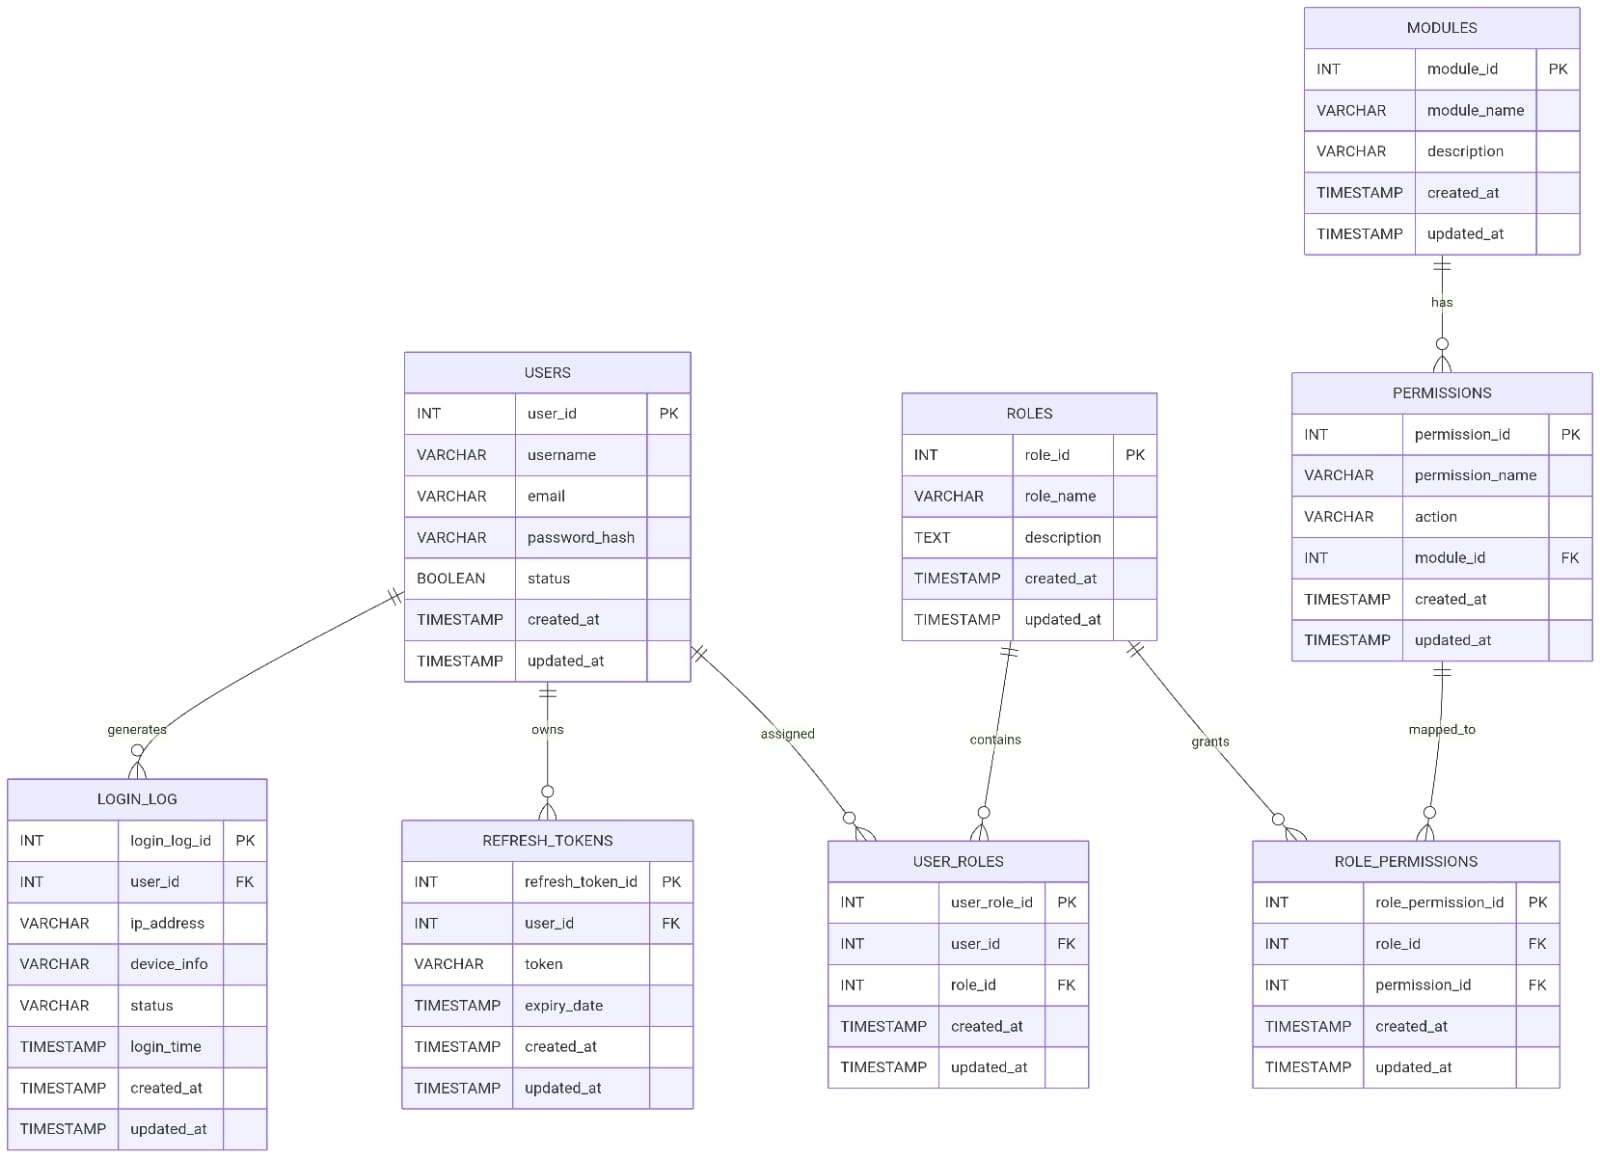 MODULES
INT module_id PK
VARCHAR module_name
VARCHAR description
TIMESTAMP created_at
TIMESTAMP updated_at
has
USERS
INT user_id PK
VARCHAR username
VARCHAR email
VARCHAR password_hash
BOOLEAN status
TIMESTAMP created_at
TIMESTAMP updated_at
ROLES
INT role_id PK
VARCHAR role_name
TEXT description
TIMESTAMP created_at
TIMESTAMP updated_at
PERMISSIONS
INT permission_id PK
VARCHAR permission_name
VARCHAR action
INT module_id FK
TIMESTAMP created_at
TIMESTAMP updated_at
generates
owns
assigned
contains
grants
mapped_to
LOGIN_LOG
INT login_log_id PK
INT user_id FK
VARCHAR ip_address
VARCHAR device_info
VARCHAR status
TIMESTAMP login_time
TIMESTAMP created_at
TIMESTAMP updated_at
REFRESH_TOKENS
INT refresh_token_id PK
INT user_id FK
VARCHAR token
TIMESTAMP expiry_date
TIMESTAMP created_at
TIMESTAMP updated_at
USER_ROLES
INT user_role_id PK
INT user_id FK
INT role_id FK
TIMESTAMP created_at
TIMESTAMP updated_at
ROLE_PERMISSIONS
INT role_permission_id PK
INT role_id FK
INT permission_id FK
TIMESTAMP created_at
TIMESTAMP updated_at